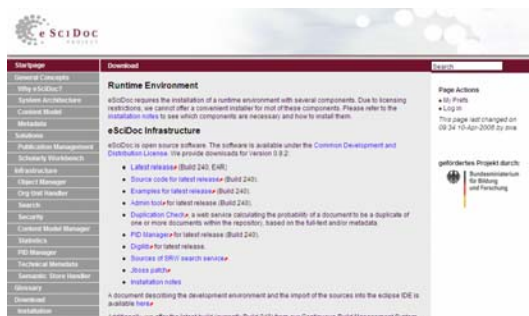 eSciDoc
PROJECT
Startpage
General Concepts
Why eSciDoc?
System Architecture
Content Model
Metadata
Solutions
Publication Management
Scholarly Workbench
Infrastructure
Object Manager
Org Unit Handler
Search
Security
Content Model Manager
Statistics
PID Manager
Technical Metadata
Semantic Store Handler
Glossary
Download
Installation
Download
Runtime Environment
eSciDoc requires the installation of a runtime environment with several components. Due to licensing
restrictions, we cannot offer a convenient installer for most of these components. Please refer to the
installation notes to see which components are necessary and how to install them.
eSciDoc Infrastructure
eSciDoc is open source software. The software is available under the Common Development and
Distribution License. We provide downloads for Version 0.9.2:
Latest release (Build 240, EAR)
Source code for latest release (Build 240).
Examples for latest release (Build 240).
Admin tool for latest release (Build 240).
Duplication Check, a web service calculating the probability of a document to be a duplicate of
one or more documents within the repository, based on the full-text and/or metadata.
PID Manager for latest release (Build 240).
Digilib for latest release.
Sources of SRW search service
Jboss patch
Installation notes
A document describing the development environment and the import of the sources into the eclipse IDE is
available here
Search
Page Actions
My Prefs
Log in
This page last changed on
09:34 10-Apr-2008 by
gefördertes Projekt durch:
Bundesministerium
für Bildung
und Forschung